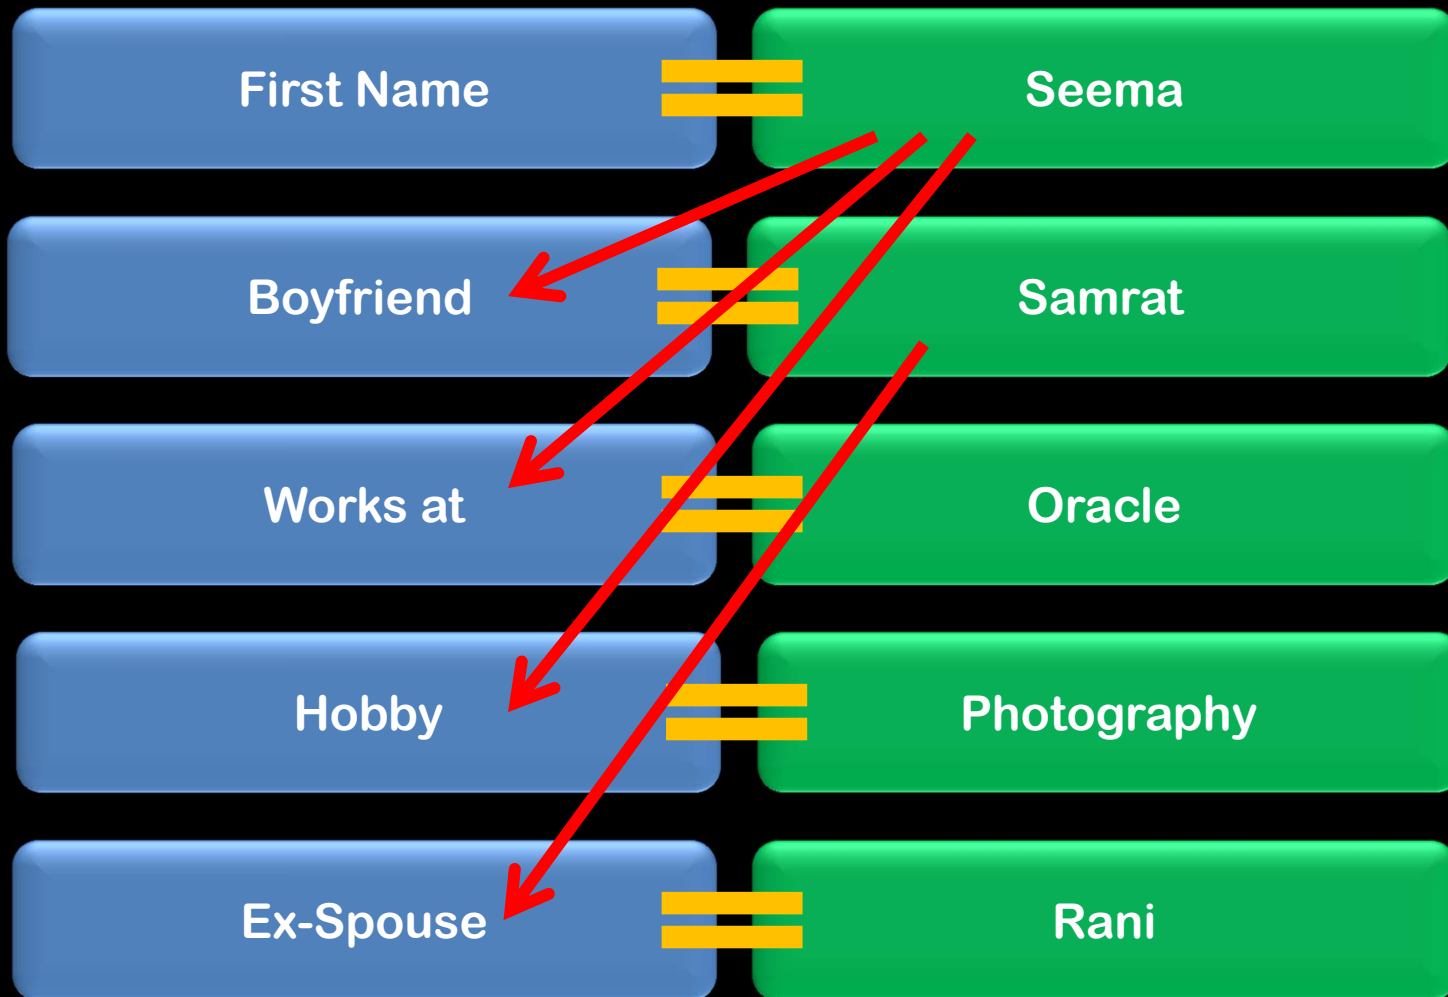 First Name
Seema
Boyfriend
Samrat
Works at
Oracle
Hobby
Photography
Ex-Spouse
Rani